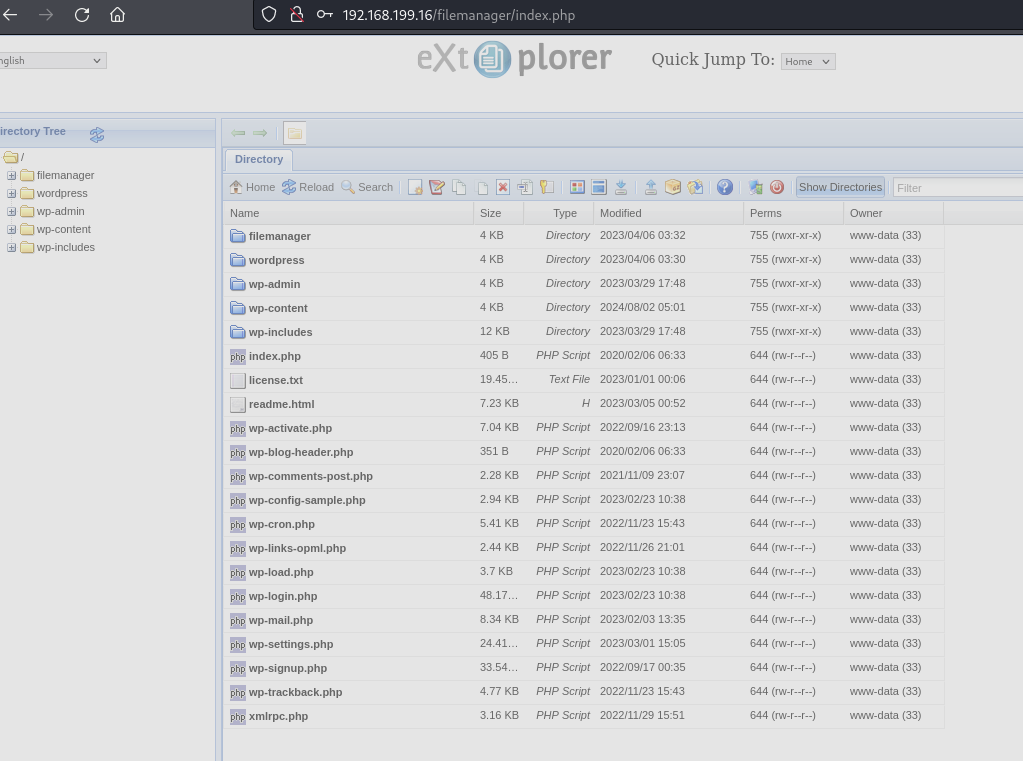 192.168.199.16/filemanager/index.php
nglish
eXtplorer
Quick Jump To: Home
irectory Tree
/
filemanager
wordpress
wp-admin
wp-content
wp-includes
Directory
Home Reload Search Show Directories Filter
Name Size Type Modified Perms Owner
filemanager 4 KB Directory 2023/04/06 03:32 755 (rwxr-xr-x) www-data (33)
wordpress 4 KB Directory 2023/04/06 03:30 755 (rwxr-xr-x) www-data (33)
wp-admin 4 KB Directory 2023/03/29 17:48 755 (rwxr-xr-x) www-data (33)
wp-content 4 KB Directory 2024/08/02 05:01 755 (rwxr-xr-x) www-data (33)
wp-includes 12 KB Directory 2023/03/29 17:48 755 (rwxr-xr-x) www-data (33)
php index.php 405 B PHP Script 2020/02/06 06:33 644 (rw-r--r--) www-data (33)
license.txt 19.45... Text File 2023/01/01 00:06 644 (rw-r--r--) www-data (33)
readme.html 7.23 KB H 2023/03/05 00:52 644 (rw-r--r--) www-data (33)
php wp-activate.php 7.04 KB PHP Script 2022/09/16 23:13 644 (rw-r--r--) www-data (33)
php wp-blog-header.php 351 B PHP Script 2020/02/06 06:33 644 (rw-r--r--) www-data (33)
php wp-comments-post.php 2.28 KB PHP Script 2021/11/09 23:07 644 (rw-r--r--) www-data (33)
php wp-config-sample.php 2.94 KB PHP Script 2023/02/23 10:38 644 (rw-r--r--) www-data (33)
php wp-cron.php 5.41 KB PHP Script 2022/11/23 15:43 644 (rw-r--r--) www-data (33)
php wp-links-opml.php 2.44 KB PHP Script 2022/11/26 21:01 644 (rw-r--r--) www-data (33)
php wp-load.php 3.7 KB PHP Script 2023/02/23 10:38 644 (rw-r--r--) www-data (33)
php wp-login.php 48.17... PHP Script 2023/02/23 10:38 644 (rw-r--r--) www-data (33)
php wp-mail.php 8.34 KB PHP Script 2023/02/03 13:35 644 (rw-r--r--) www-data (33)
php wp-settings.php 24.41... PHP Script 2023/03/01 15:05 644 (rw-r--r--) www-data (33)
php wp-signup.php 33.54... PHP Script 2022/09/17 00:35 644 (rw-r--r--) www-data (33)
php wp-trackback.php 4.77 KB PHP Script 2022/11/23 15:43 644 (rw-r--r--) www-data (33)
php xmlrpc.php 3.16 KB PHP Script 2022/11/29 15:51 644 (rw-r--r--) www-data (33)